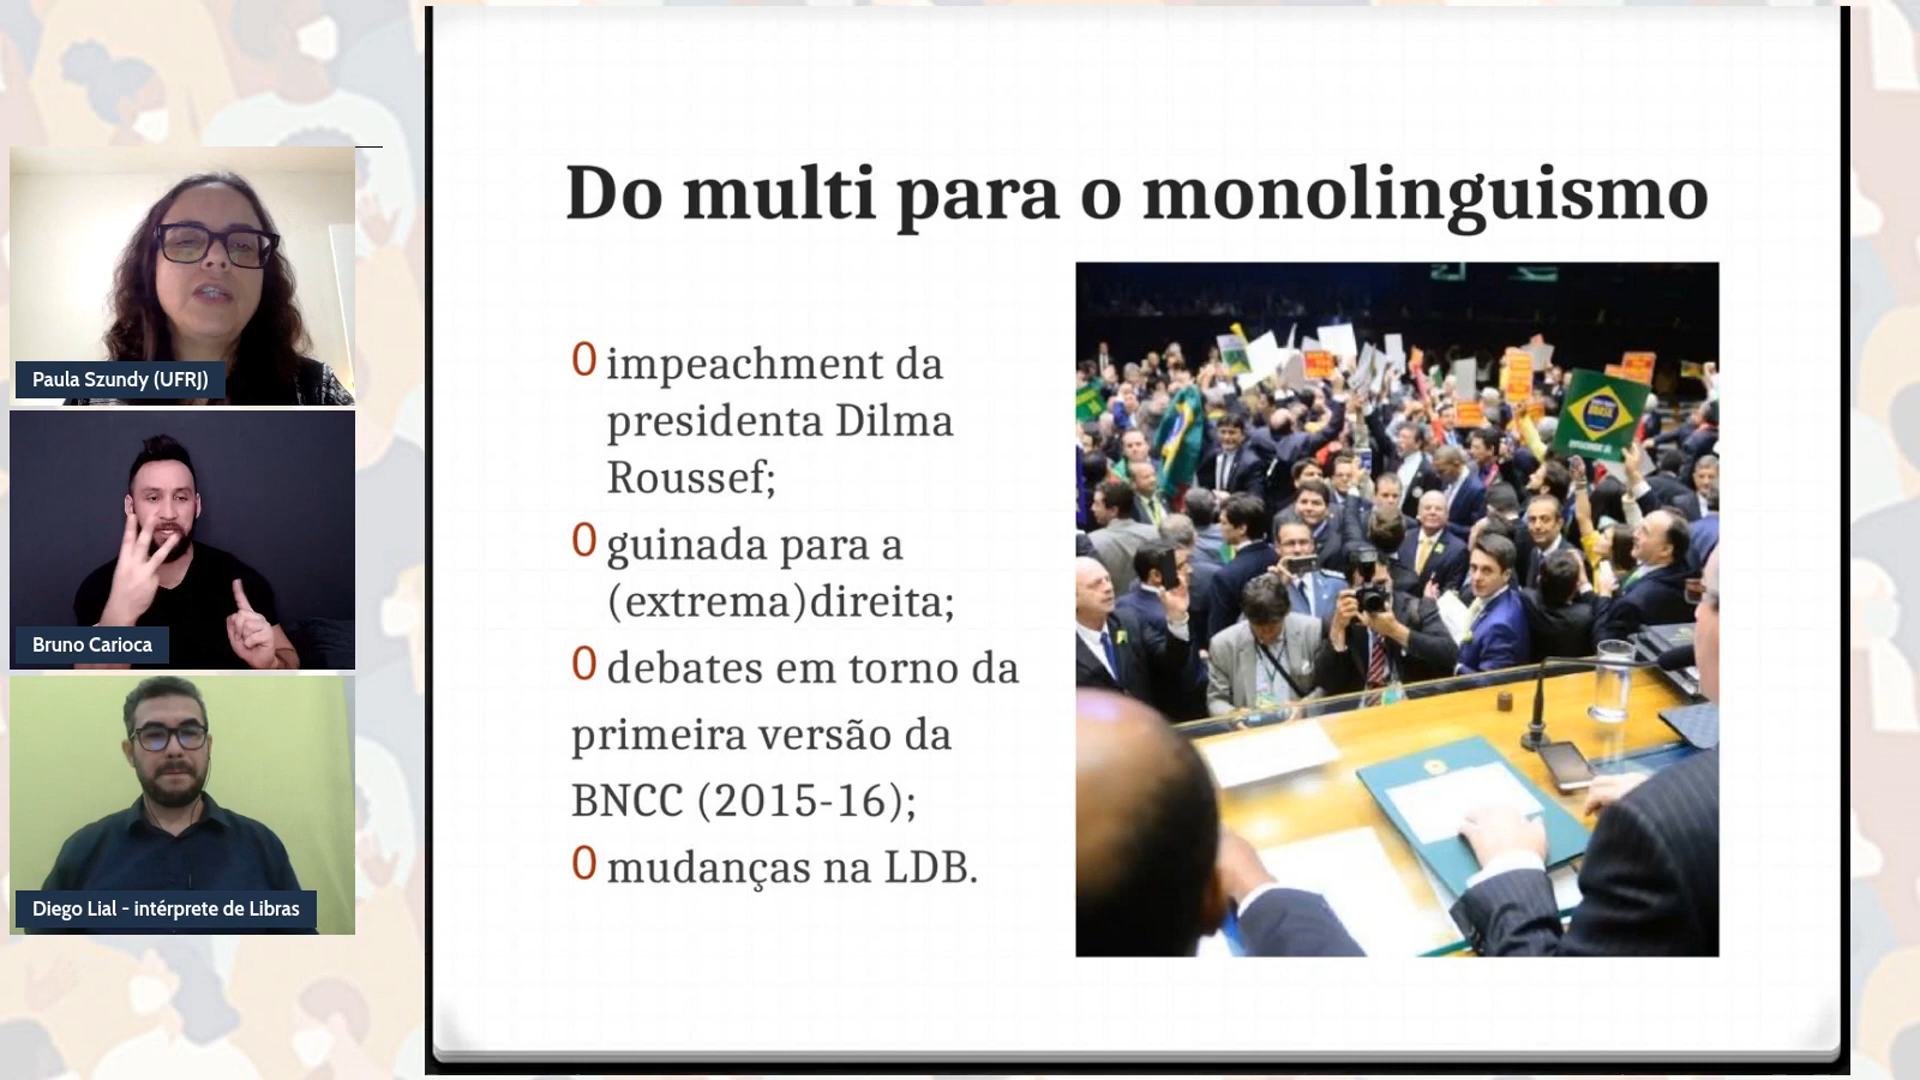 Do multi para o monolinguismo
impeachment da
presidenta Dilma
Roussef;
guinada para a
(extrema)direita;
debates em torno da
primeira versão da
BNCC (2015-16);
mudanças na LDB.
Paula Szundy (UFRJ)
Bruno Carioca
Diego Lial - intérprete de Libras